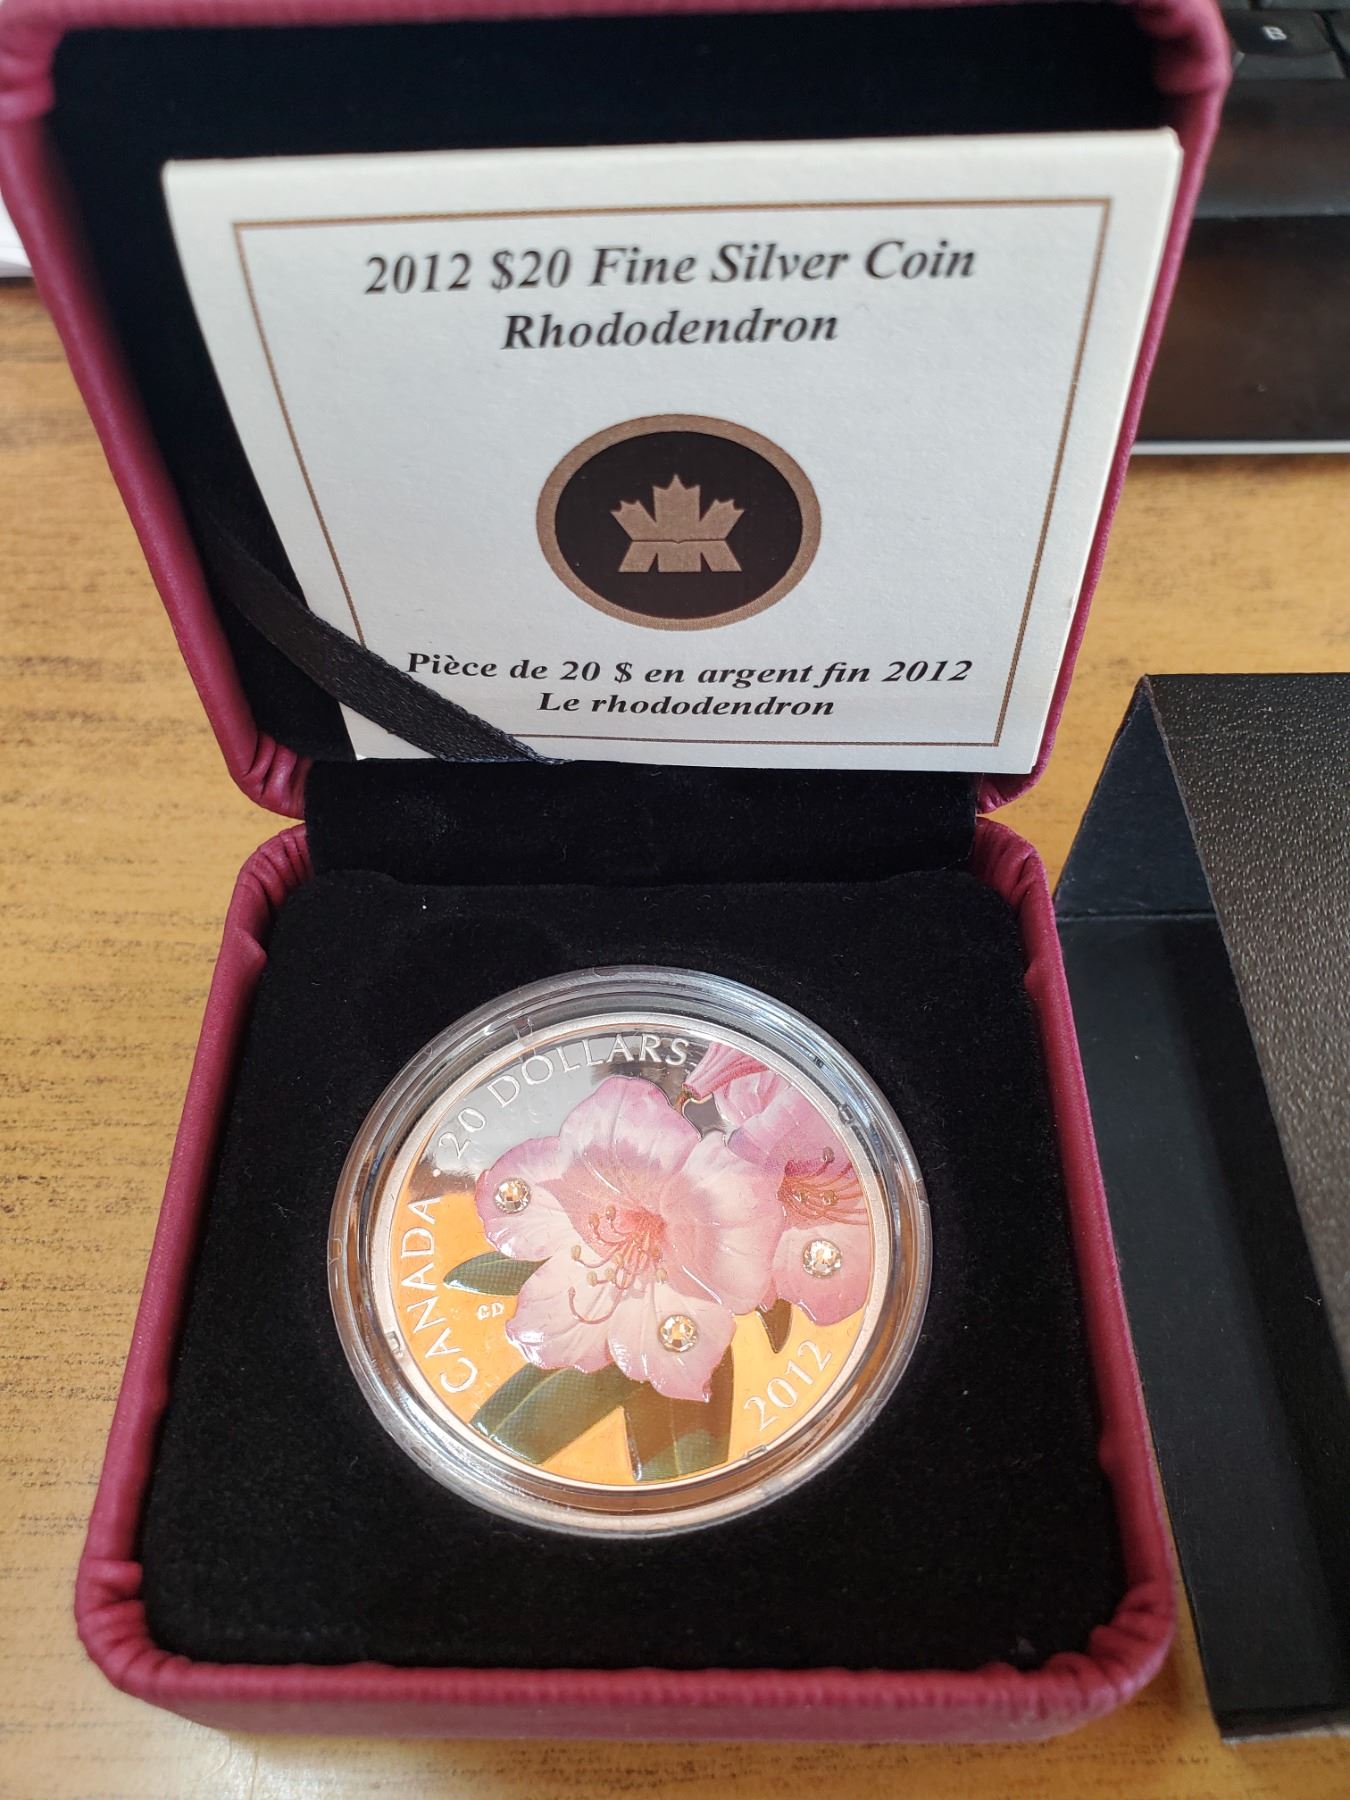 B
2012 $20 Fine Silver Coin
Rhododendron
Pièce de 20 $ en argent fin 2012
Le rhododendron
CANADA • 20 DOLLARS
CD
2012